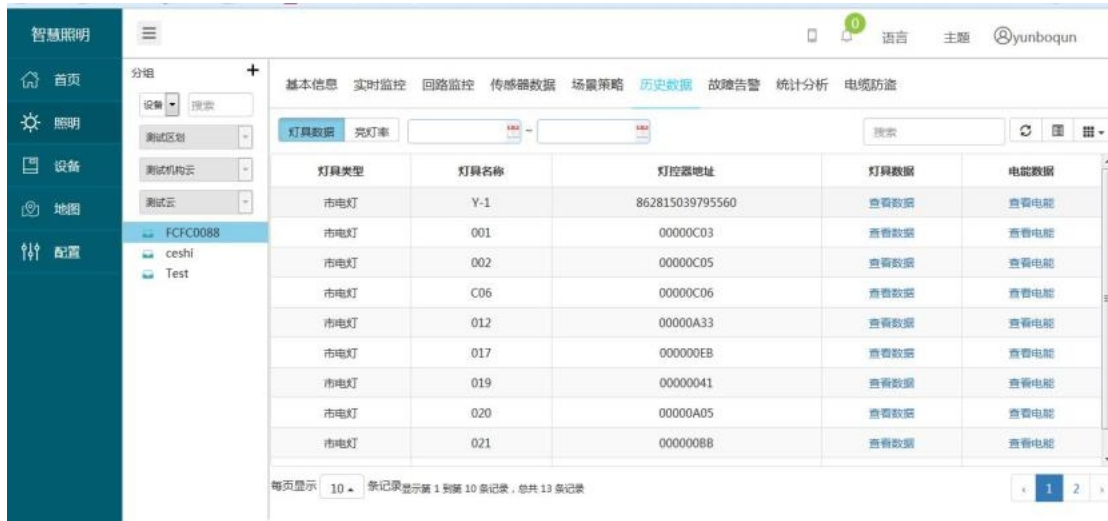 智慧照明
0
语言 主题 yunboqun
首页
照明
设备
地图
配置
分组 +
设备 搜索
测试区划
测试机构云
测试云
FCFC0088
ceshi
Test
基本信息 实时监控 回路监控 传感器数据 场景策略 历史数据 故障告警 统计分析 电缆防盗
灯具数据 亮灯率 ~ 搜索
灯具类型 灯具名称 灯控器地址 灯具数据 电能数据
市电灯 Y-1 862815039795560 查看数据 查看电能
市电灯 001 00000C03 查看数据 查看电能
市电灯 002 00000C05 查看数据 查看电能
市电灯 C06 00000C06 查看数据 查看电能
市电灯 012 00000A33 查看数据 查看电能
市电灯 017 000000EB 查看数据 查看电能
市电灯 019 00000041 查看数据 查看电能
市电灯 020 00000A05 查看数据 查看电能
市电灯 021 000000BB 查看数据 查看电能
每页显示 10 条记录显示第 1 到第 10 条记录，总共 13 条记录
‹ 1 2 ›